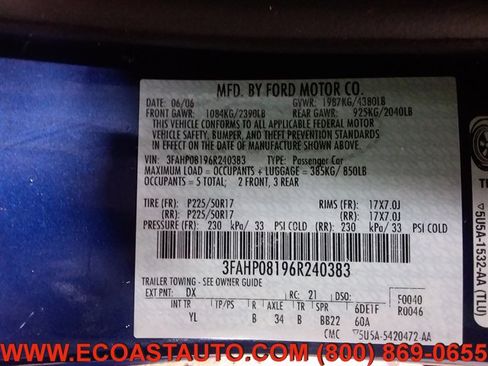 MFD. BY FORD MOTOR CO.
DATE: 06/06 GVWR: 1987KG/4380LB
FRONT GAWR: 1084KG/2390LB REAR GAWR: 925KG/2040LB
THIS VEHICLE CONFORMS TO ALL APPLICABLE FEDERAL MOTOR
VEHICLE SAFETY, BUMPER, AND THEFT PREVENTION STANDARDS
IN EFFECT ON THE DATE OF MANUFACTURE SHOWN ABOVE.
VIN: 3FAHP08196R240383 TYPE: Passenger Car
MAXIMUM LOAD = OCCUPANTS + LUGGAGE = 385KG/850LB
OCCUPANTS = 5 TOTAL; 2 FRONT, 3 REAR
TIRE (FR): P225/50R17 RIMS (FR): 17X7.0J
(RR): P225/50R17 (RR): 17X7.0J
PRESSURE (FR): 230 kPa/ 33 PSI COLD (RR): 230 kPa/ 33 PSI COLD
3FAHP08196R240383
TRAILER TOWING - SEE OWNER GUIDE
EXT PNT: DX RC: 21 DSO: F0040
INT TR TP/PS R AXLE TR SPR 6DE1F R0046
YL B 34 B BB22 60A
CMC ▽5U5A-5420472-AA
▽5U5A-1532-AA (TLU)
WWW.ECOASTAUTO.COM (800) 869-0655